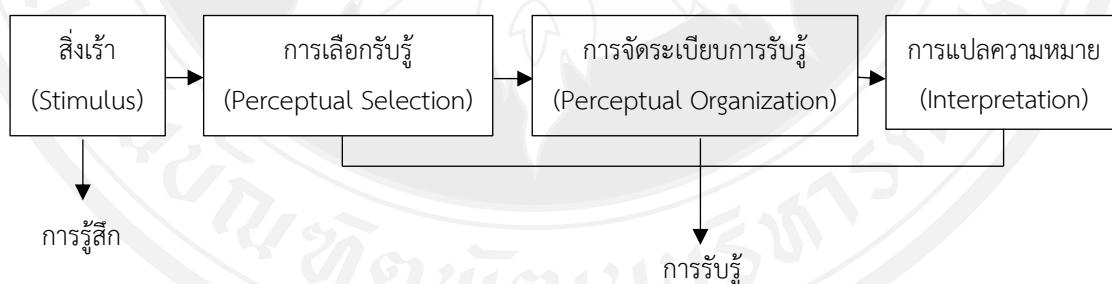 สิ่งเร้า
(Stimulus)
การเลือกรับรู้
(Perceptual Selection)
การจัดระเบียบการรับรู้
(Perceptual Organization)
การแปลความหมาย
(Interpretation)
การรู้สึก
การรับรู้